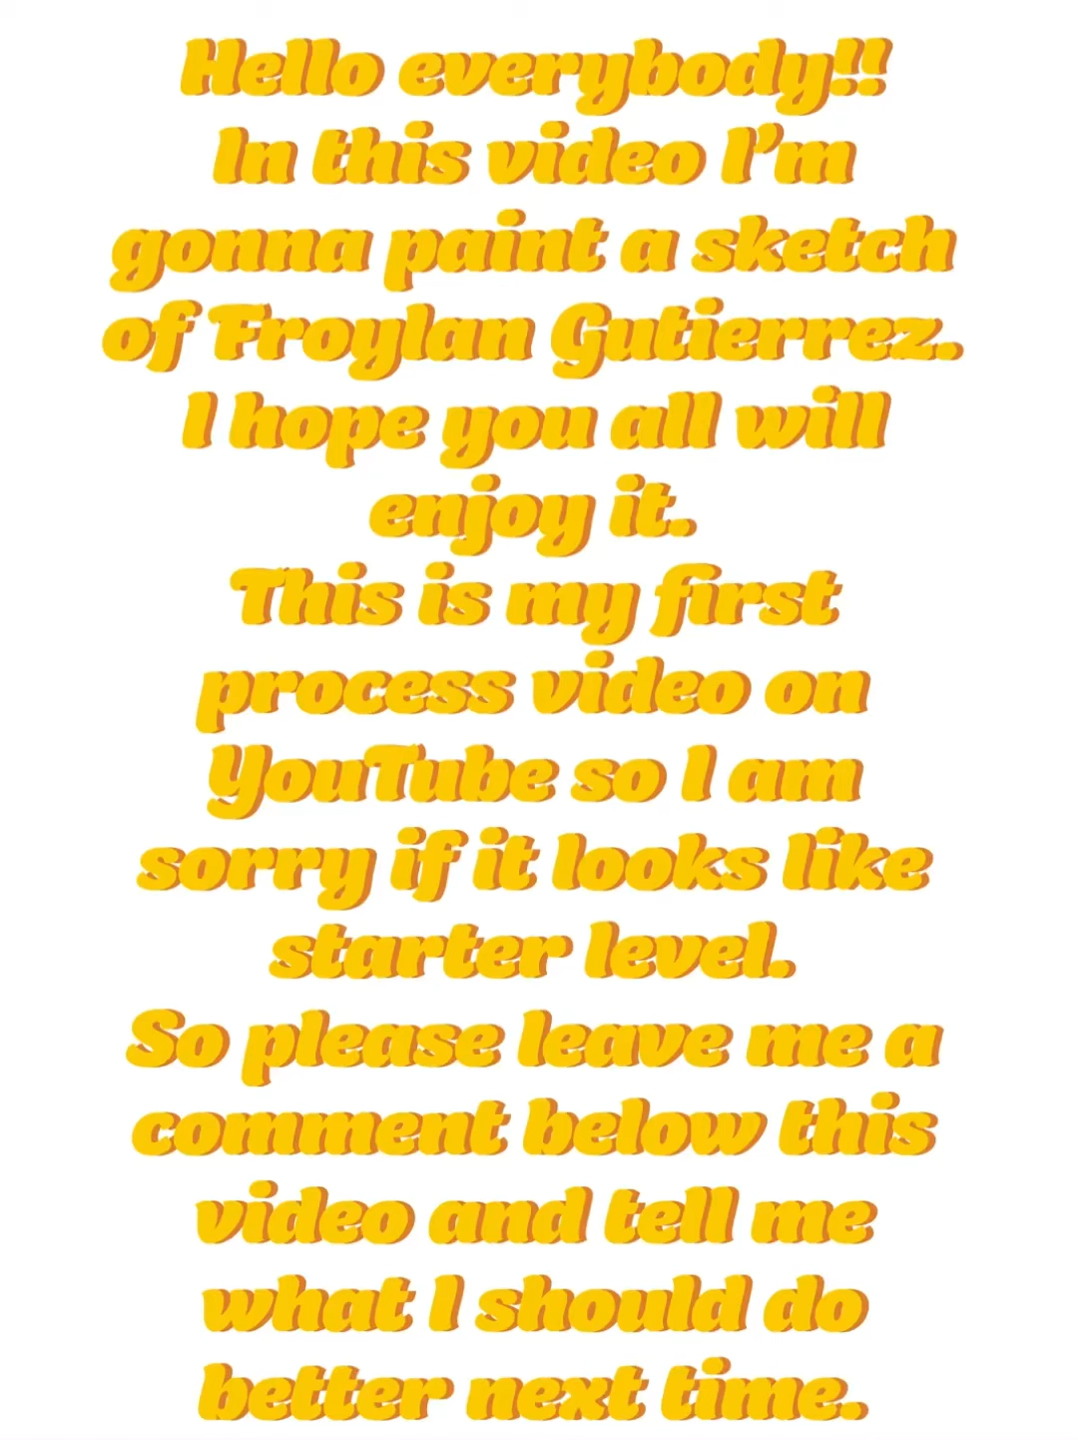 Hello everybody!!
In this video I’m
gonna paint a sketch
of Froylan Gutierrez.
I hope you all will
enjoy it.
This is my first
process video on
YouTube so I am
sorry if it looks like
starter level.
So please leave me a
comment below this
video and tell me
what I should do
better next time.